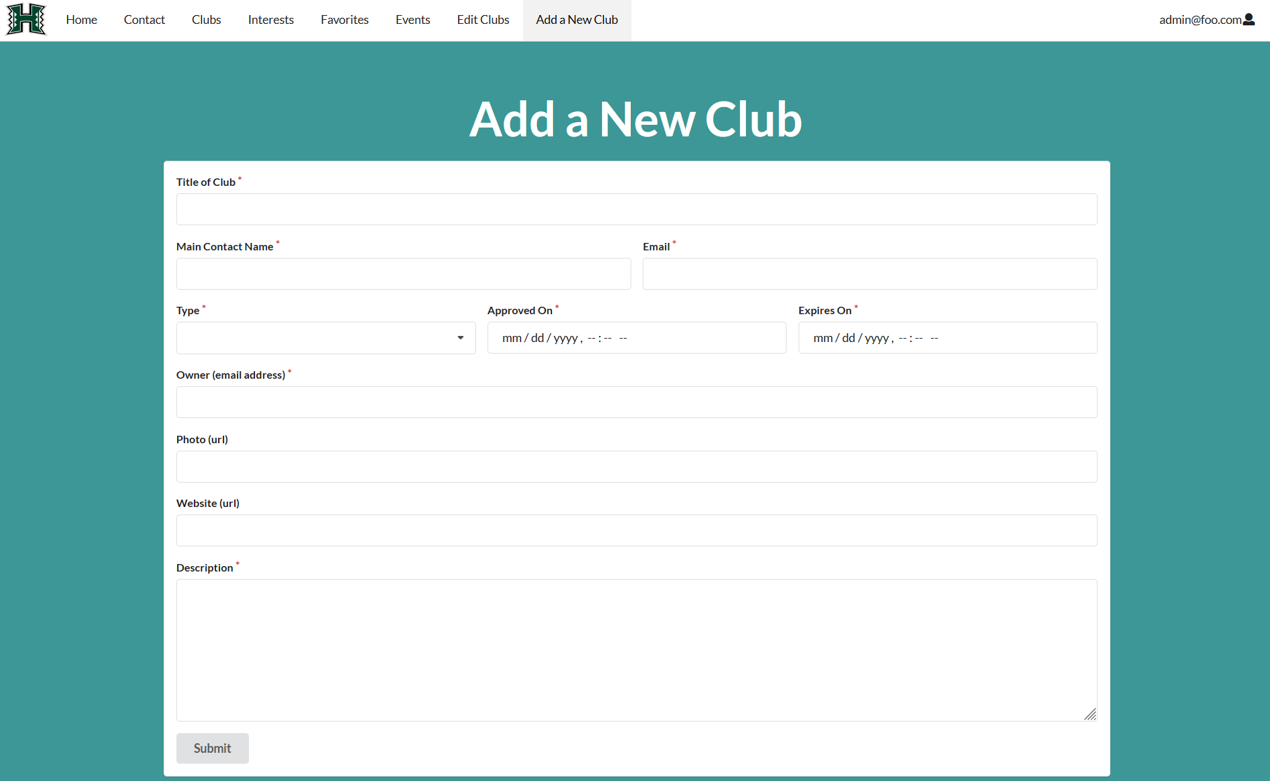 H
Home Contact Clubs Interests Favorites Events Edit Clubs Add a New Club admin@foo.com
Add a New Club
Title of Club *
Main Contact Name * Email *
Type * Approved On * Expires On *
mm / dd / yyyy , -- : -- -- mm / dd / yyyy , -- : -- --
Owner (email address) *
Photo (url)
Website (url)
Description *
Submit